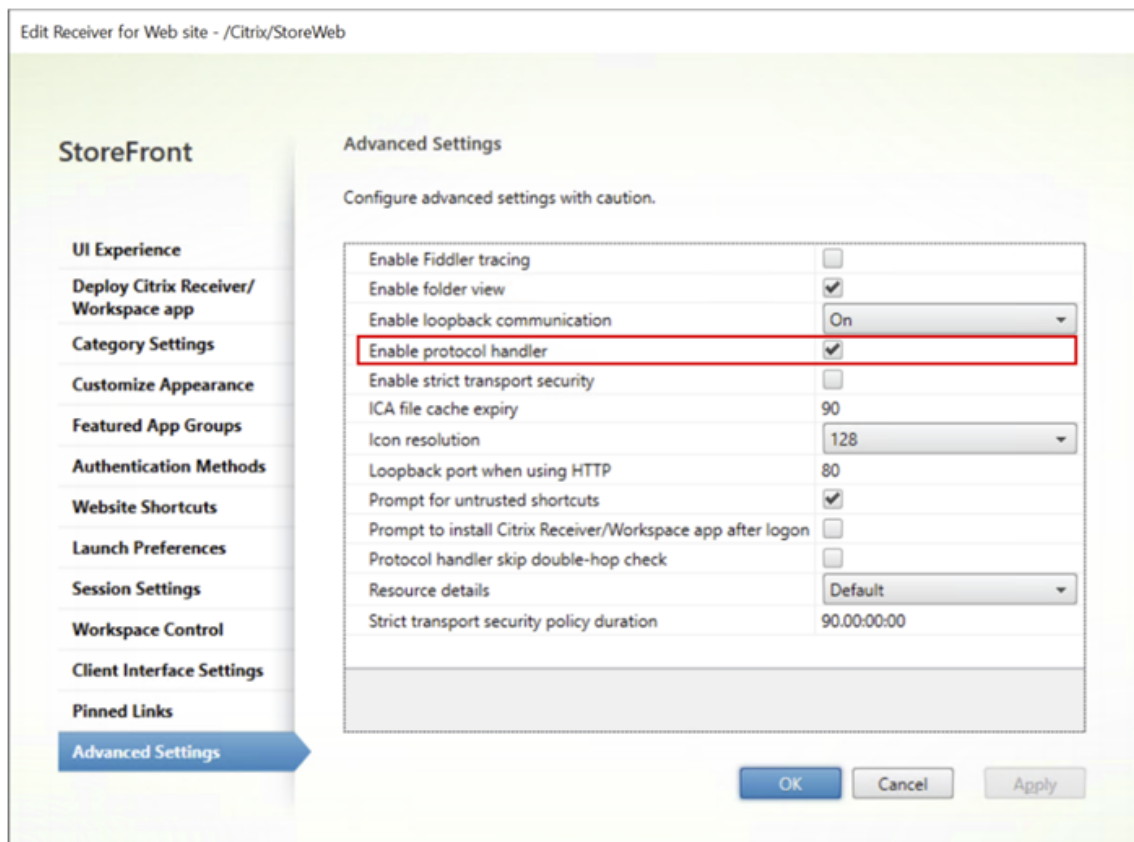 Edit Receiver for Web site - /Citrix/StoreWeb
StoreFront
UI Experience
Deploy Citrix Receiver/
Workspace app
Category Settings
Customize Appearance
Featured App Groups
Authentication Methods
Website Shortcuts
Launch Preferences
Session Settings
Workspace Control
Client Interface Settings
Pinned Links
Advanced Settings
Advanced Settings
Configure advanced settings with caution.
Enable Fiddler tracing
Enable folder view
Enable loopback communication On
Enable protocol handler
Enable strict transport security
ICA file cache expiry 90
Icon resolution 128
Loopback port when using HTTP 80
Prompt for untrusted shortcuts
Prompt to install Citrix Receiver/Workspace app after logon
Protocol handler skip double-hop check
Resource details Default
Strict transport security policy duration 90.00:00:00
OK Cancel Apply